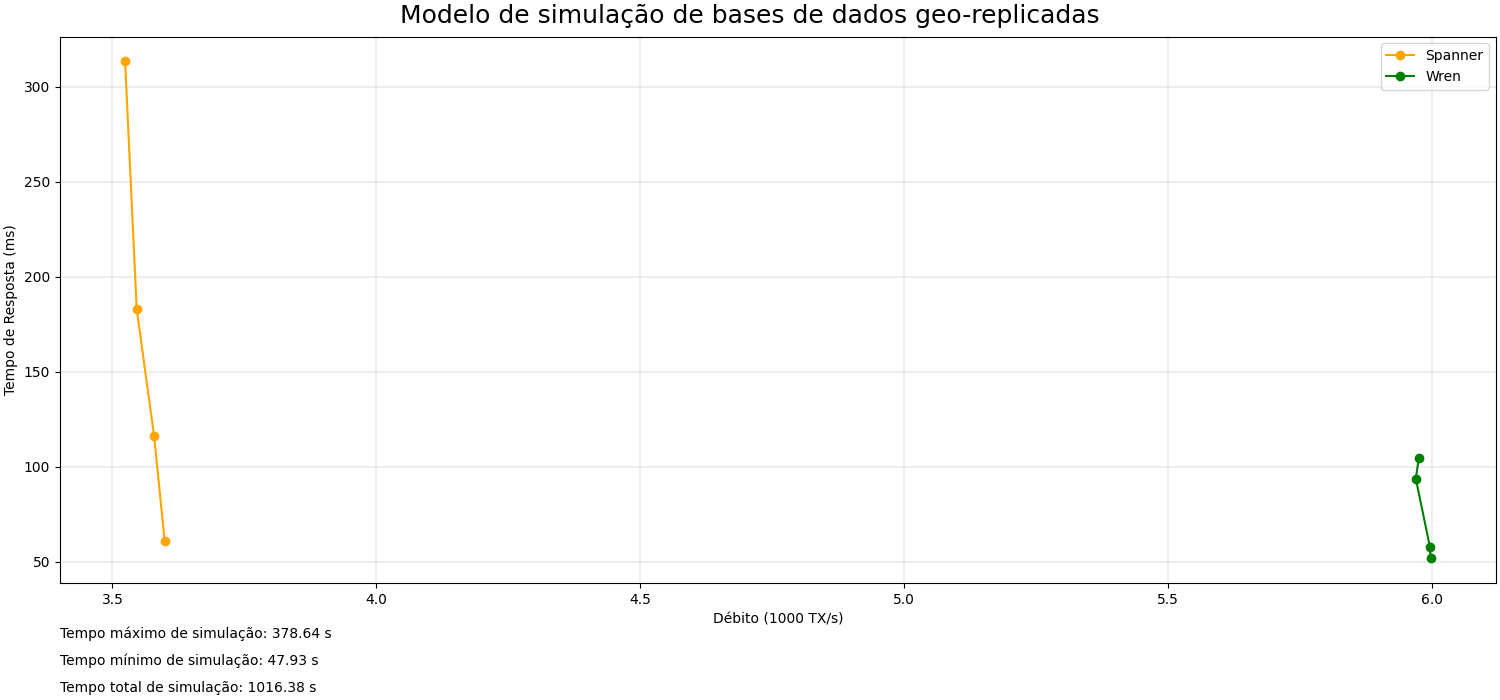 Modelo de simulação de bases de dados geo-replicadas
Spanner
Wren
300
250
200
150
100
50
Tempo de Resposta (ms)
3.5 4.0 4.5 5.0 5.5 6.0
Débito (1000 TX/s)
Tempo máximo de simulação: 378.64 s
Tempo mínimo de simulação: 47.93 s
Tempo total de simulação: 1016.38 s